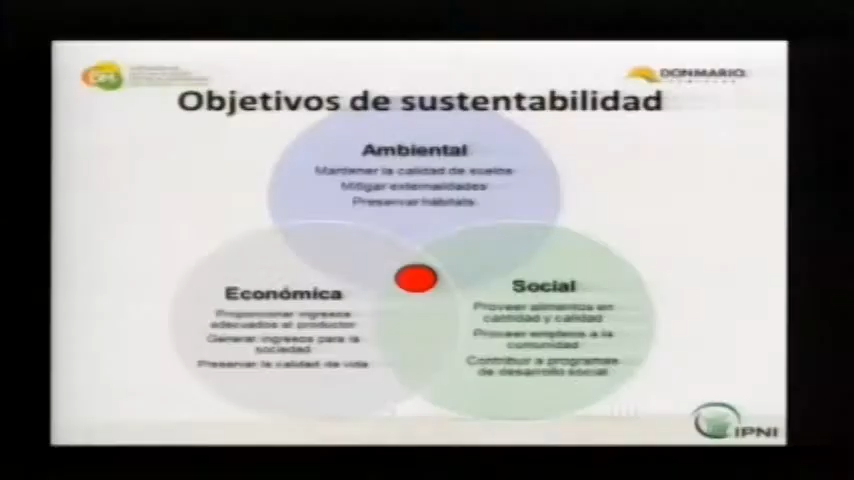 DONMARIO
Objetivos de sustentabilidad
Ambiental
Mantener la calidad de suelos
Mitigar externalidades
Preservar hábitats
Económica
Proporcionar ingresos
adecuados al productor
Generar ingresos para la
sociedad
Preservar la calidad de vida
Social
Proveer alimentos en
cantidad y calidad
Proveer empleos a la
comunidad
Contribuir a programas
de desarrollo social
IPNI